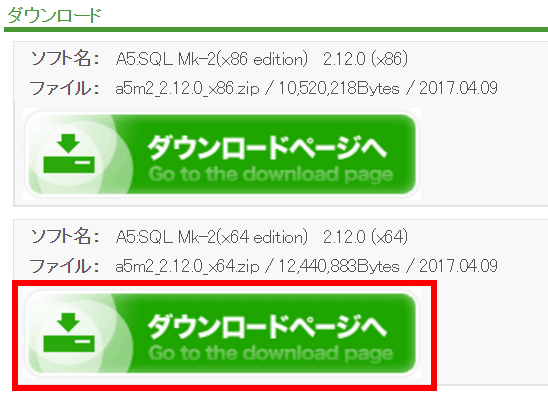 ダウンロード
ソフト名： A5:SQL Mk-2(x86 edition) 2.12.0 (x86)
ファイル： a5m2_2.12.0_x86.zip / 10,520,218Bytes / 2017.04.09
ダウンロードページへ
Go to the download page
ソフト名： A5:SQL Mk-2(x64 edition) 2.12.0 (x64)
ファイル： a5m2_2.12.0_x64.zip / 12,440,883Bytes / 2017.04.09
ダウンロードページへ
Go to the download page